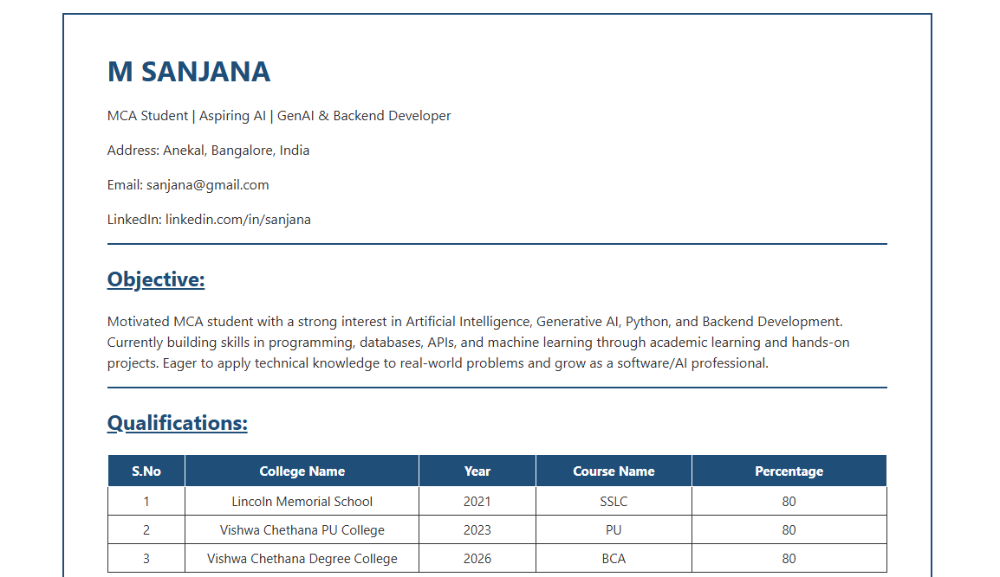 M SANJANA
MCA Student | Aspiring AI | GenAI & Backend Developer
Address: Anekal, Bangalore, India
Email: sanjana@gmail.com
LinkedIn: linkedin.com/in/sanjana
Objective:
Motivated MCA student with a strong interest in Artificial Intelligence, Generative AI, Python, and Backend Development.
Currently building skills in programming, databases, APIs, and machine learning through academic learning and hands-on
projects. Eager to apply technical knowledge to real-world problems and grow as a software/AI professional.
Qualifications:
S.No College Name Year Course Name Percentage
1 Lincoln Memorial School 2021 SSLC 80
2 Vishwa Chethana PU College 2023 PU 80
3 Vishwa Chethana Degree College 2026 BCA 80